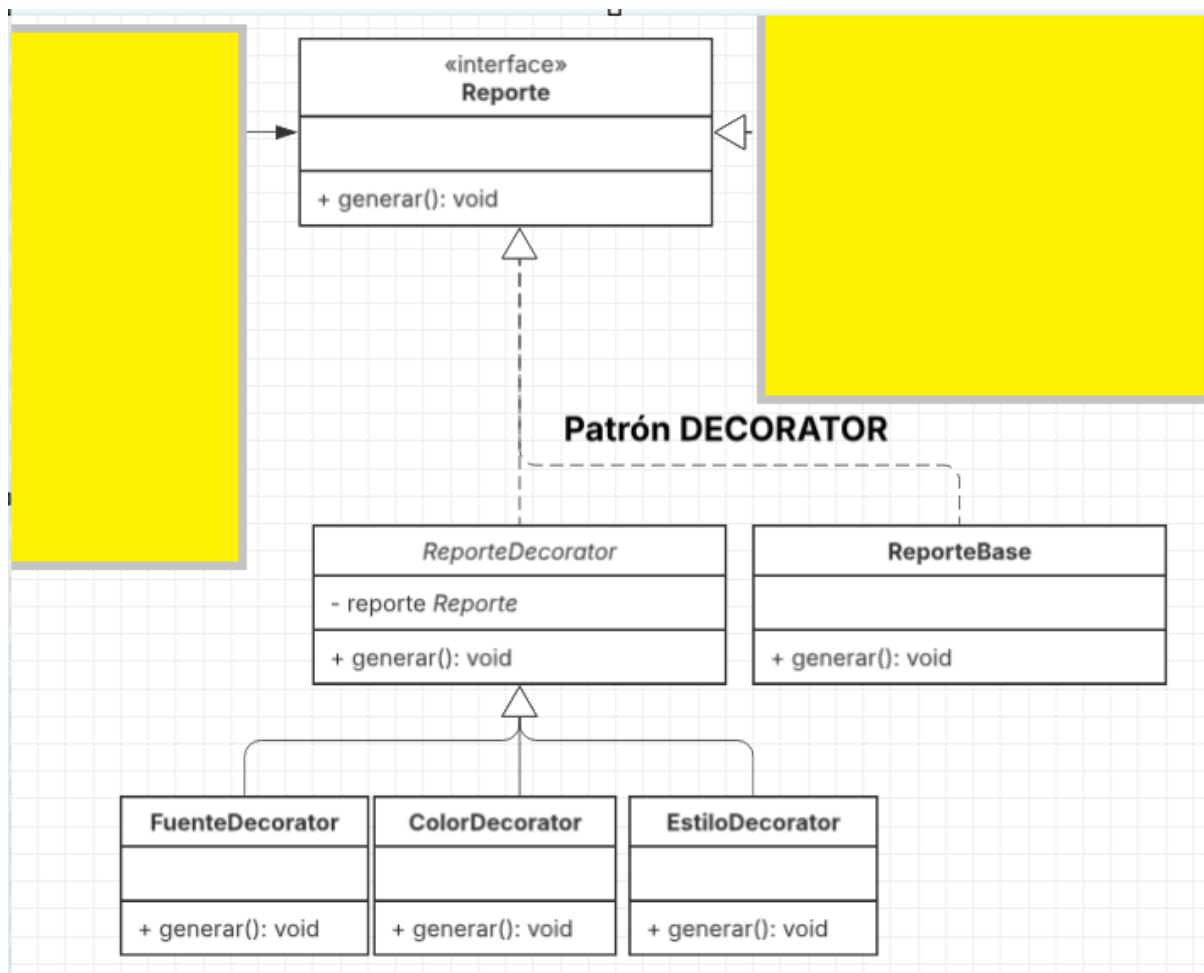 «interface»
Reporte
+ generar(): void
Patrón DECORATOR
ReporteDecorator
- reporte Reporte
+ generar(): void
ReporteBase
+ generar(): void
FuenteDecorator
+ generar(): void
ColorDecorator
+ generar(): void
EstiloDecorator
+ generar(): void